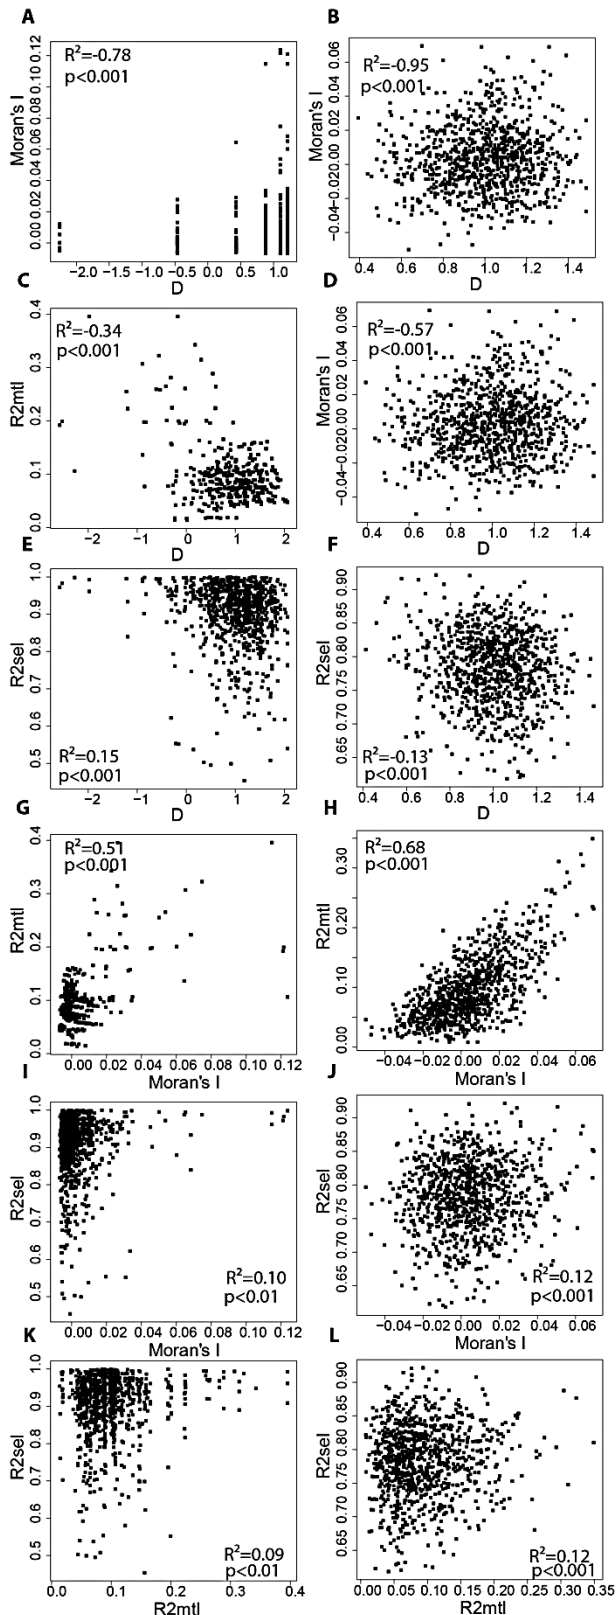 A
R²=-0.78
p<0.001
Moran's I
0.00 0.02 0.04 0.06 0.08 0.10 0.12
-2.0 -1.5 -1.0 -0.5 0.0 0.5 1.0
D
B
R²=-0.95
p<0.001
Moran's I
-0.04 -0.02 0.00 0.02 0.04 0.06
0.4 0.6 0.8 1.0 1.2 1.4
D
C
R²=-0.34
p<0.001
R2mtl
0.0 0.1 0.2 0.3 0.4
-2 -1 0 1 2
D
D
R²=-0.57
p<0.001
Moran's I
-0.04 -0.02 0.00 0.02 0.04 0.06
0.4 0.6 0.8 1.0 1.2 1.4
D
E
R²=0.15
p<0.001
R2sel
0.5 0.6 0.7 0.8 0.9 1.0
-2 -1 0 1 2
D
F
R²=-0.13
p<0.001
R2sel
0.65 0.70 0.75 0.80 0.85 0.90
0.4 0.6 0.8 1.0 1.2 1.4
D
G
R²=0.51
p<0.001
R2mtl
0.0 0.1 0.2 0.3 0.4
0.00 0.02 0.04 0.06 0.08 0.10 0.12
Moran's I
H
R²=0.68
p<0.001
R2mtl
0.00 0.10 0.20 0.30
-0.04 -0.02 0.00 0.02 0.04 0.06
Moran's I
I
R²=0.10
p<0.01
R2sel
0.5 0.6 0.7 0.8 0.9 1.0
0.00 0.02 0.04 0.06 0.08 0.10 0.12
Moran's I
J
R²=0.12
p<0.001
R2sel
0.65 0.70 0.75 0.80 0.85 0.90
-0.04 -0.02 0.00 0.02 0.04 0.06
Moran's I
K
R²=0.09
p<0.01
R2sel
0.5 0.6 0.7 0.8 0.9 1.0
0.0 0.1 0.2 0.3 0.4
R2mtl
L
R²=0.12
p<0.001
R2sel
0.65 0.70 0.75 0.80 0.85 0.90
0.00 0.05 0.10 0.15 0.20 0.25 0.30 0.35
R2mtl